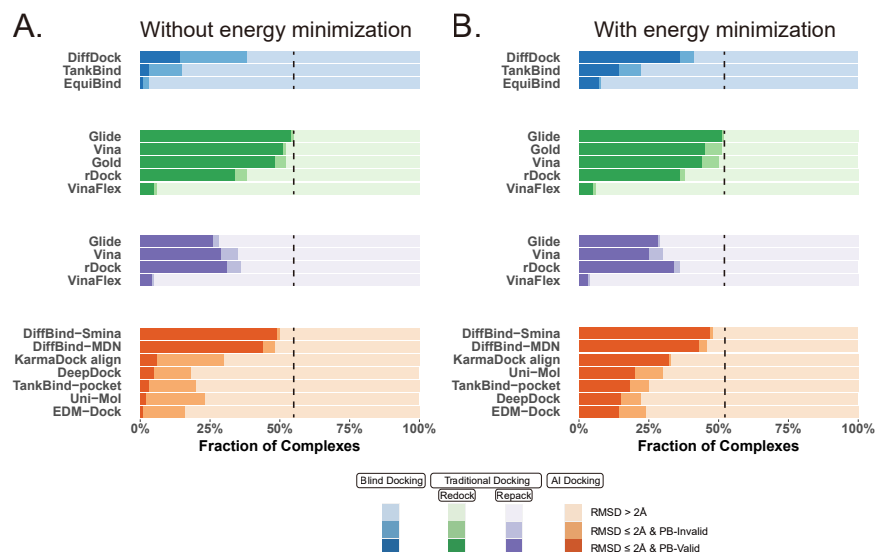 A. Without energy minimization
DiffDock
TankBind
EquiBind
Glide
Vina
Gold
rDock
VinaFlex
Glide
Vina
rDock
VinaFlex
DiffBind−Smina
DiffBind−MDN
KarmaDock align
DeepDock
TankBind−pocket
Uni−Mol
EDM−Dock
0% 25% 50% 75% 100%
Fraction of Complexes
B. With energy minimization
DiffDock
TankBind
EquiBind
Glide
Gold
Vina
rDock
VinaFlex
Glide
Vina
rDock
VinaFlex
DiffBind−Smina
DiffBind−MDN
KarmaDock align
Uni−Mol
TankBind−pocket
DeepDock
EDM−Dock
0% 25% 50% 75% 100%
Fraction of Complexes
Blind Docking Traditional Docking AI Docking
Redock Repack
RMSD > 2Å
RMSD ≤ 2Å & PB-Invalid
RMSD ≤ 2Å & PB-Valid